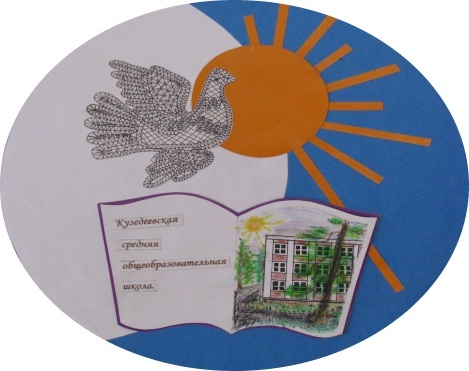 Кузедеевская
средняя
общеобразовательная
школа.